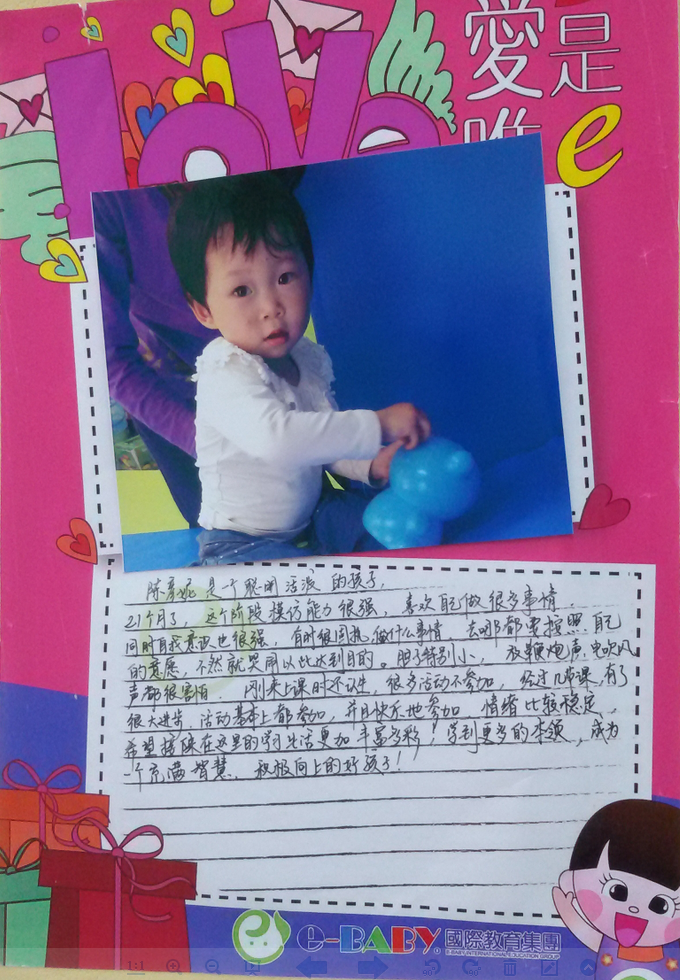 love
愛是
唯e
陈彦妮是一个聪明活泼的孩子，
21个月了，这个阶段模仿能力很强，喜欢自己做很多事情，
同时自我意识也很强，有时很固执，做什么事情、去哪都要按照自己
的意愿，不然就哭闹以此达到目的。胆子特别小，放鞭炮声、电吹风
声都很害怕 刚来上课时还认生，很多活动不参加，经过几节课，有了
很大进步，活动基本上都参加，并且快乐地参加 情绪比较稳定，
希望接下来在这里的学习生活更加丰富多彩！学到更多的本领，成为
一个充满智慧、积极向上的好孩子！
e-BABY 國際教育集團
E-BABY INTERNATIONAL EDUCATION GROUP
1:1